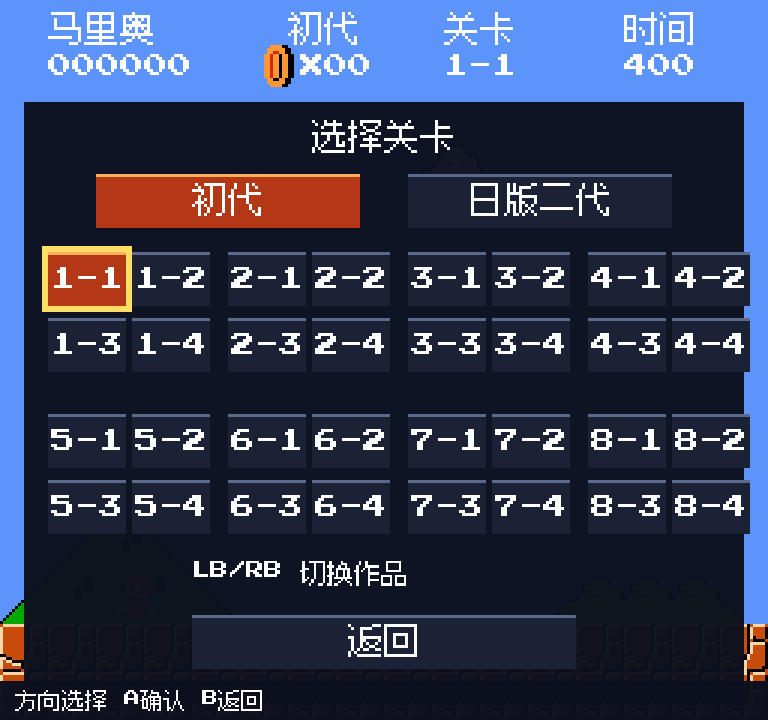 马里奥 初代 关卡 时间
000000 x00 1-1 400
选择关卡
初代 日版二代
1-1 1-2 2-1 2-2 3-1 3-2 4-1 4-2
1-3 1-4 2-3 2-4 3-3 3-4 4-3 4-4
5-1 5-2 6-1 6-2 7-1 7-2 8-1 8-2
5-3 5-4 6-3 6-4 7-3 7-4 8-3 8-4
LB/RB 切换作品
返回
方向选择 A确认 B返回